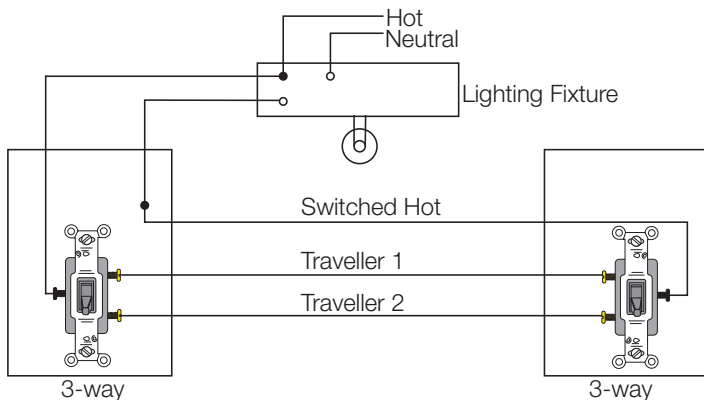 Hot
Neutral
Lighting Fixture
Switched Hot
Traveller 1
Traveller 2
3-way
3-way